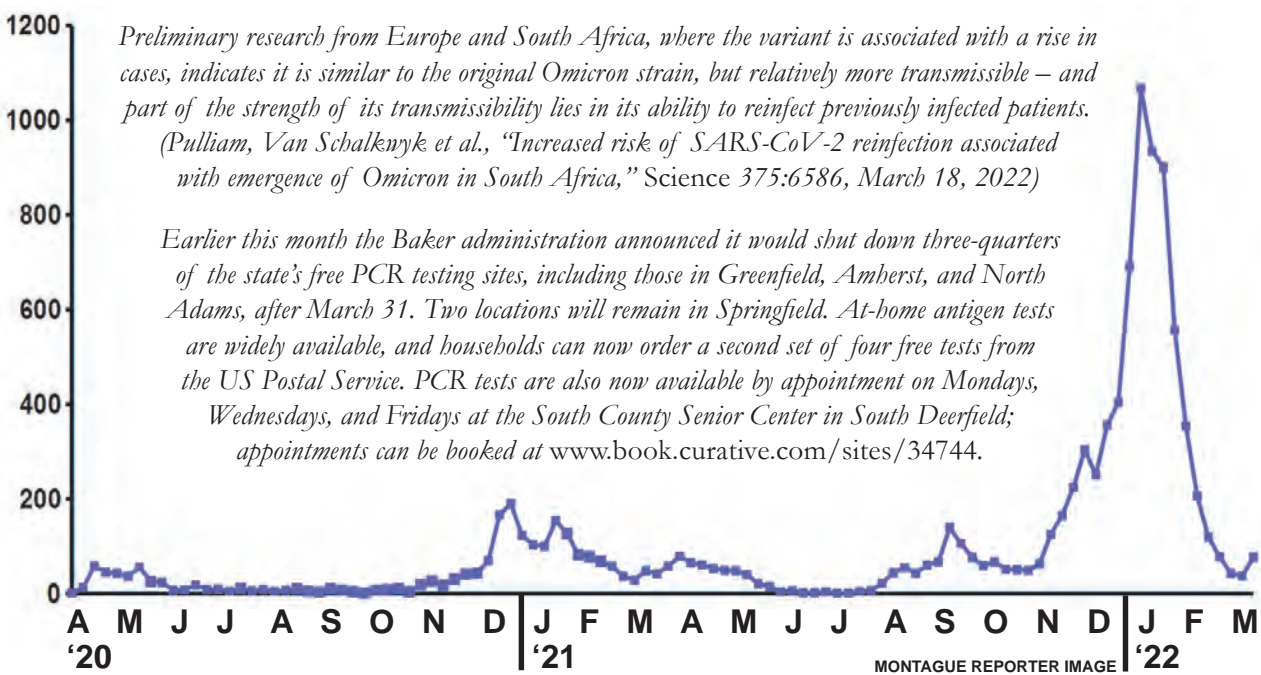 1200
Preliminary research from Europe and South Africa, where the variant is associated with a rise in
cases, indicates it is similar to the original Omicron strain, but relatively more transmissible – and
part of the strength of its transmissibility lies in its ability to reinfect previously infected patients.
(Pulliam, Van Schalkwyk et al., “Increased risk of SARS-CoV-2 reinfection associated
with emergence of Omicron in South Africa,” Science 375:6586, March 18, 2022)
1000
800
Earlier this month the Baker administration announced it would shut down three-quarters
of the state’s free PCR testing sites, including those in Greenfield, Amherst, and North
Adams, after March 31. Two locations will remain in Springfield. At-home antigen tests
are widely available, and households can now order a second set of four free tests from
the US Postal Service. PCR tests are also now available by appointment on Mondays,
Wednesdays, and Fridays at the South County Senior Center in South Deerfield;
appointments can be booked at www.book.curative.com/sites/34744.
600
400
200
0
A M J J A S O N D J F M A M J J A S O N D J F M
‘20 ‘21 MONTAGUE REPORTER IMAGE ‘22